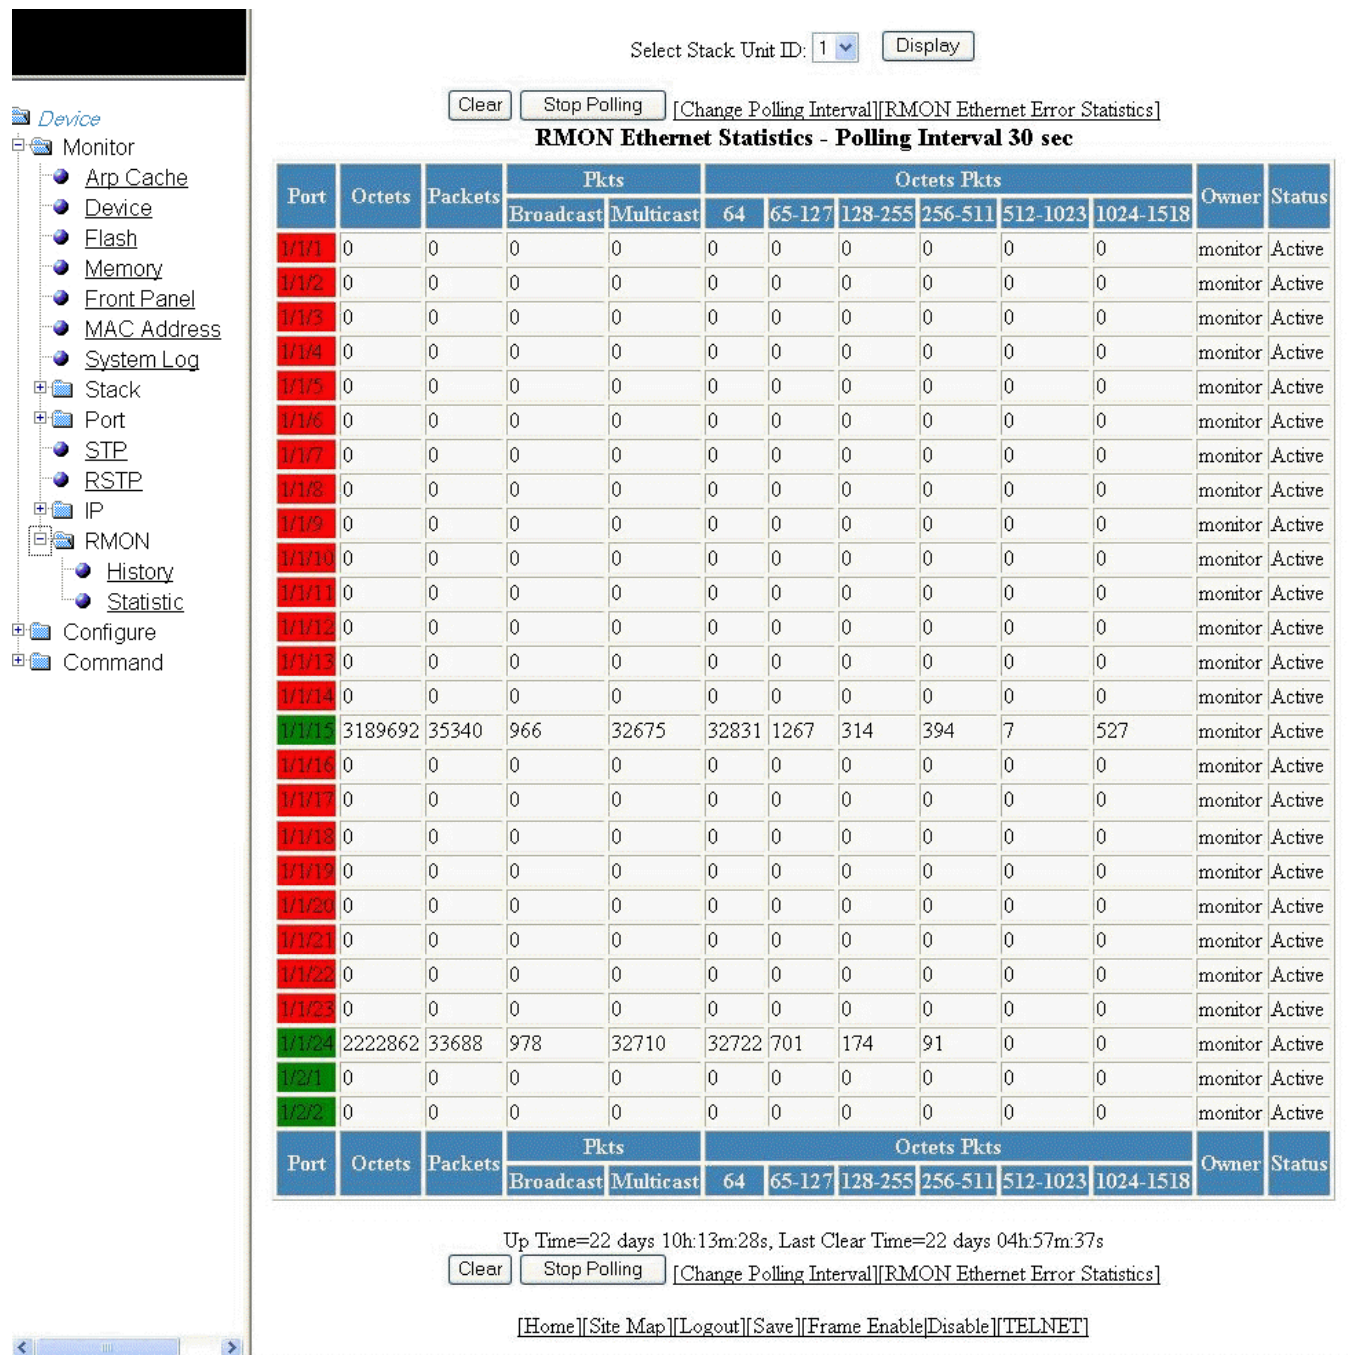 Select Stack Unit ID: 1 Display
Clear Stop Polling [Change Polling Interval][RMON Ethernet Error Statistics]
RMON Ethernet Statistics - Polling Interval 30 sec
Device
Monitor
Arp Cache
Device
Flash
Memory
Front Panel
MAC Address
System Log
Stack
Port
STP
RSTP
IP
RMON
History
Statistic
Configure
Command
Port Octets Packets Pkts Octets Pkts Owner Status
Broadcast Multicast 64 65-127 128-255 256-511 512-1023 1024-1518
1/1/1 0 0 0 0 0 0 0 0 0 0 monitor Active
1/1/2 0 0 0 0 0 0 0 0 0 0 monitor Active
1/1/3 0 0 0 0 0 0 0 0 0 0 monitor Active
1/1/4 0 0 0 0 0 0 0 0 0 0 monitor Active
1/1/5 0 0 0 0 0 0 0 0 0 0 monitor Active
1/1/6 0 0 0 0 0 0 0 0 0 0 monitor Active
1/1/7 0 0 0 0 0 0 0 0 0 0 monitor Active
1/1/8 0 0 0 0 0 0 0 0 0 0 monitor Active
1/1/9 0 0 0 0 0 0 0 0 0 0 monitor Active
1/1/10 0 0 0 0 0 0 0 0 0 0 monitor Active
1/1/11 0 0 0 0 0 0 0 0 0 0 monitor Active
1/1/12 0 0 0 0 0 0 0 0 0 0 monitor Active
1/1/13 0 0 0 0 0 0 0 0 0 0 monitor Active
1/1/14 0 0 0 0 0 0 0 0 0 0 monitor Active
1/1/15 3189692 35340 966 32675 32831 1267 314 394 7 527 monitor Active
1/1/16 0 0 0 0 0 0 0 0 0 0 monitor Active
1/1/17 0 0 0 0 0 0 0 0 0 0 monitor Active
1/1/18 0 0 0 0 0 0 0 0 0 0 monitor Active
1/1/19 0 0 0 0 0 0 0 0 0 0 monitor Active
1/1/20 0 0 0 0 0 0 0 0 0 0 monitor Active
1/1/21 0 0 0 0 0 0 0 0 0 0 monitor Active
1/1/22 0 0 0 0 0 0 0 0 0 0 monitor Active
1/1/23 0 0 0 0 0 0 0 0 0 0 monitor Active
1/1/24 2222862 33688 978 32710 32722 701 174 91 0 0 monitor Active
1/2/1 0 0 0 0 0 0 0 0 0 0 monitor Active
1/2/2 0 0 0 0 0 0 0 0 0 0 monitor Active
Port Octets Packets Pkts Octets Pkts Owner Status
Broadcast Multicast 64 65-127 128-255 256-511 512-1023 1024-1518
Up Time=22 days 10h:13m:28s, Last Clear Time=22 days 04h:57m:37s
Clear Stop Polling [Change Polling Interval][RMON Ethernet Error Statistics]
[Home][Site Map][Logout][Save][Frame Enable|Disable][TELNET]